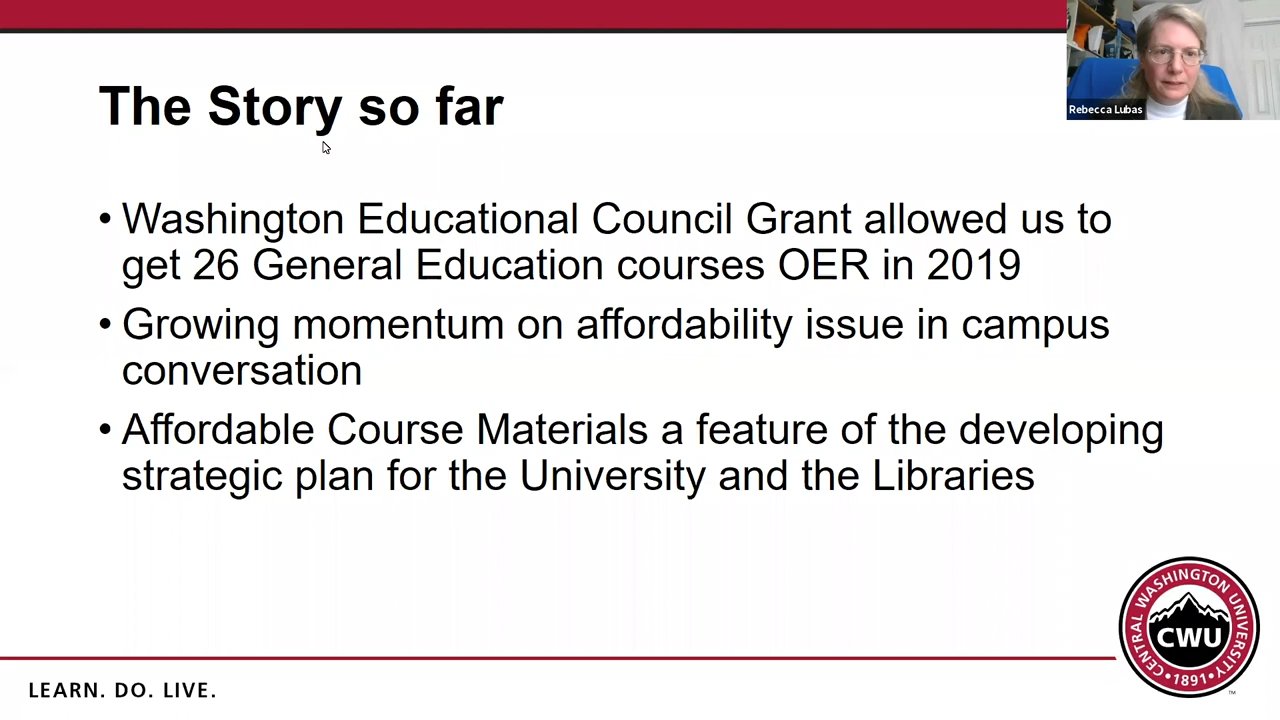 Rebecca Lubas
The Story so far
• Washington Educational Council Grant allowed us to
get 26 General Education courses OER in 2019
• Growing momentum on affordability issue in campus
conversation
• Affordable Course Materials a feature of the developing
strategic plan for the University and the Libraries
CENTRAL WASHINGTON UNIVERSITY
CWU
• 1891 •
™
LEARN. DO. LIVE.